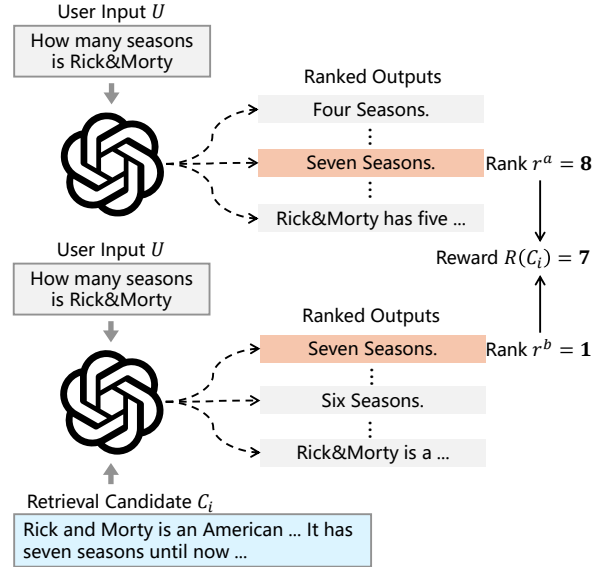 User Input U
How many seasons
is Rick&Morty
Ranked Outputs
Four Seasons.
⋮
Seven Seasons.
Rank r^a = 8
⋮
Rick&Morty has five ...
Reward R(C_i) = 7
User Input U
How many seasons
is Rick&Morty
Ranked Outputs
Seven Seasons.
Rank r^b = 1
⋮
Six Seasons.
⋮
Rick&Morty is a ...
Retrieval Candidate C_i
Rick and Morty is an American ... It has
seven seasons until now ...